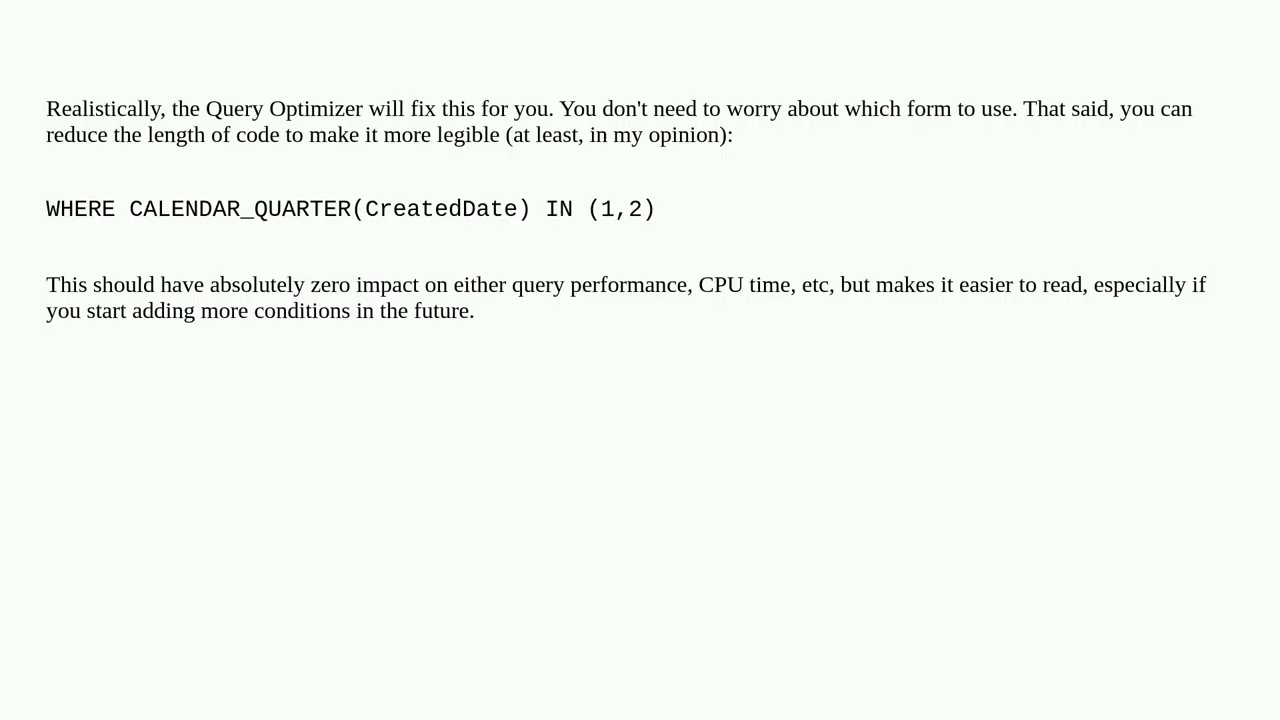 Realistically, the Query Optimizer will fix this for you. You don't need to worry about which form to use. That said, you can
reduce the length of code to make it more legible (at least, in my opinion):
WHERE CALENDAR_QUARTER(CreatedDate) IN (1,2)
This should have absolutely zero impact on either query performance, CPU time, etc, but makes it easier to read, especially if
you start adding more conditions in the future.